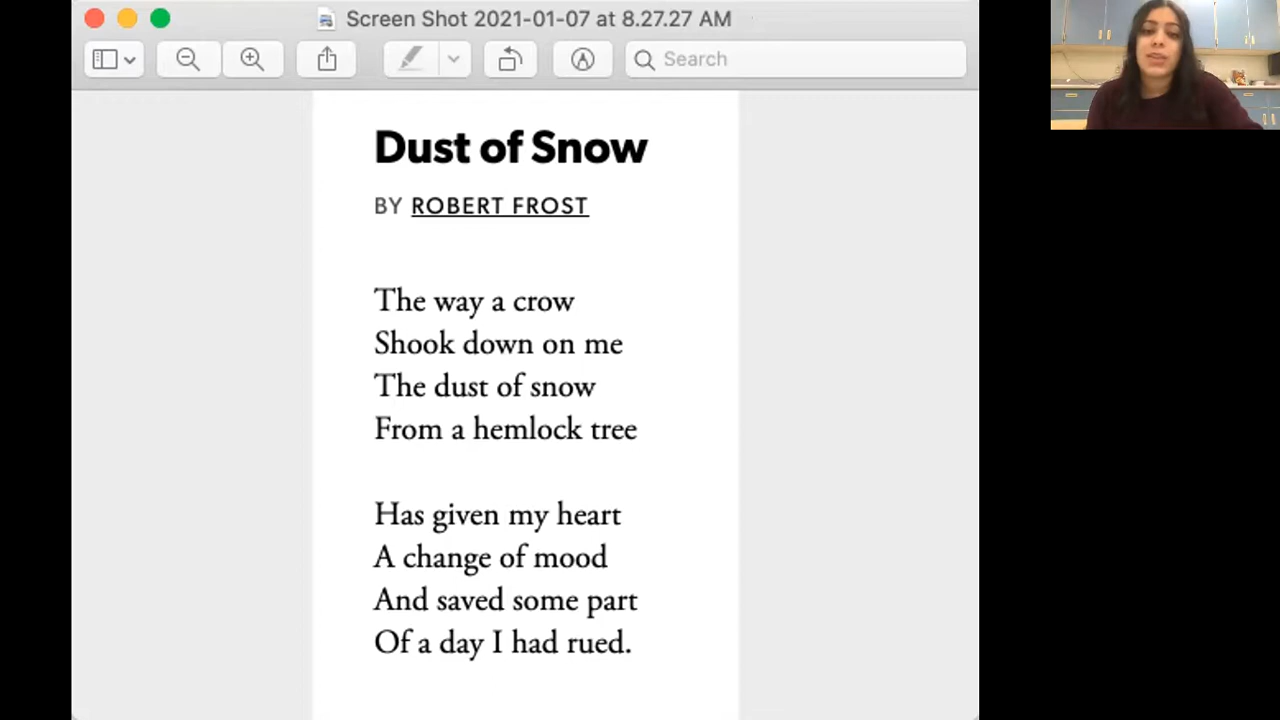 Screen Shot 2021-01-07 at 8.27.27 AM
Search
Dust of Snow
BY ROBERT FROST
The way a crow
Shook down on me
The dust of snow
From a hemlock tree
Has given my heart
A change of mood
And saved some part
Of a day I had rued.